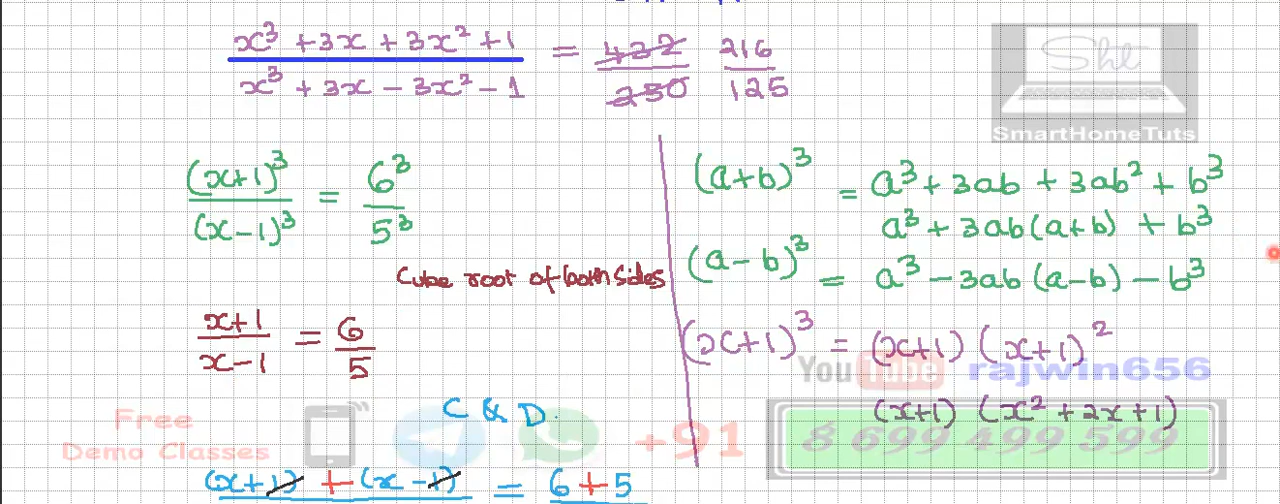 x³ + 3x + 3x² + 1 / x³ + 3x - 3x² - 1 = 432/250 216/125
Sht
SmartHomeTuts
(x+1)³ / (x-1)³ = 6³ / 5³
Cube root of both sides
x+1 / x-1 = 6 / 5
C & D
(x+1) + (x-1) = 6+5
(a+b)³ = a³ + 3ab + 3ab² + b³
a³ + 3ab(a+b) + b³
(a-b)³ = a³ - 3ab(a-b) - b³
(x+1)³ = (x+1) (x+1)²
(x+1) (x² + 2x + 1)
YouTube rajwin656
Free
Demo Classes
+91 8 699 499 599